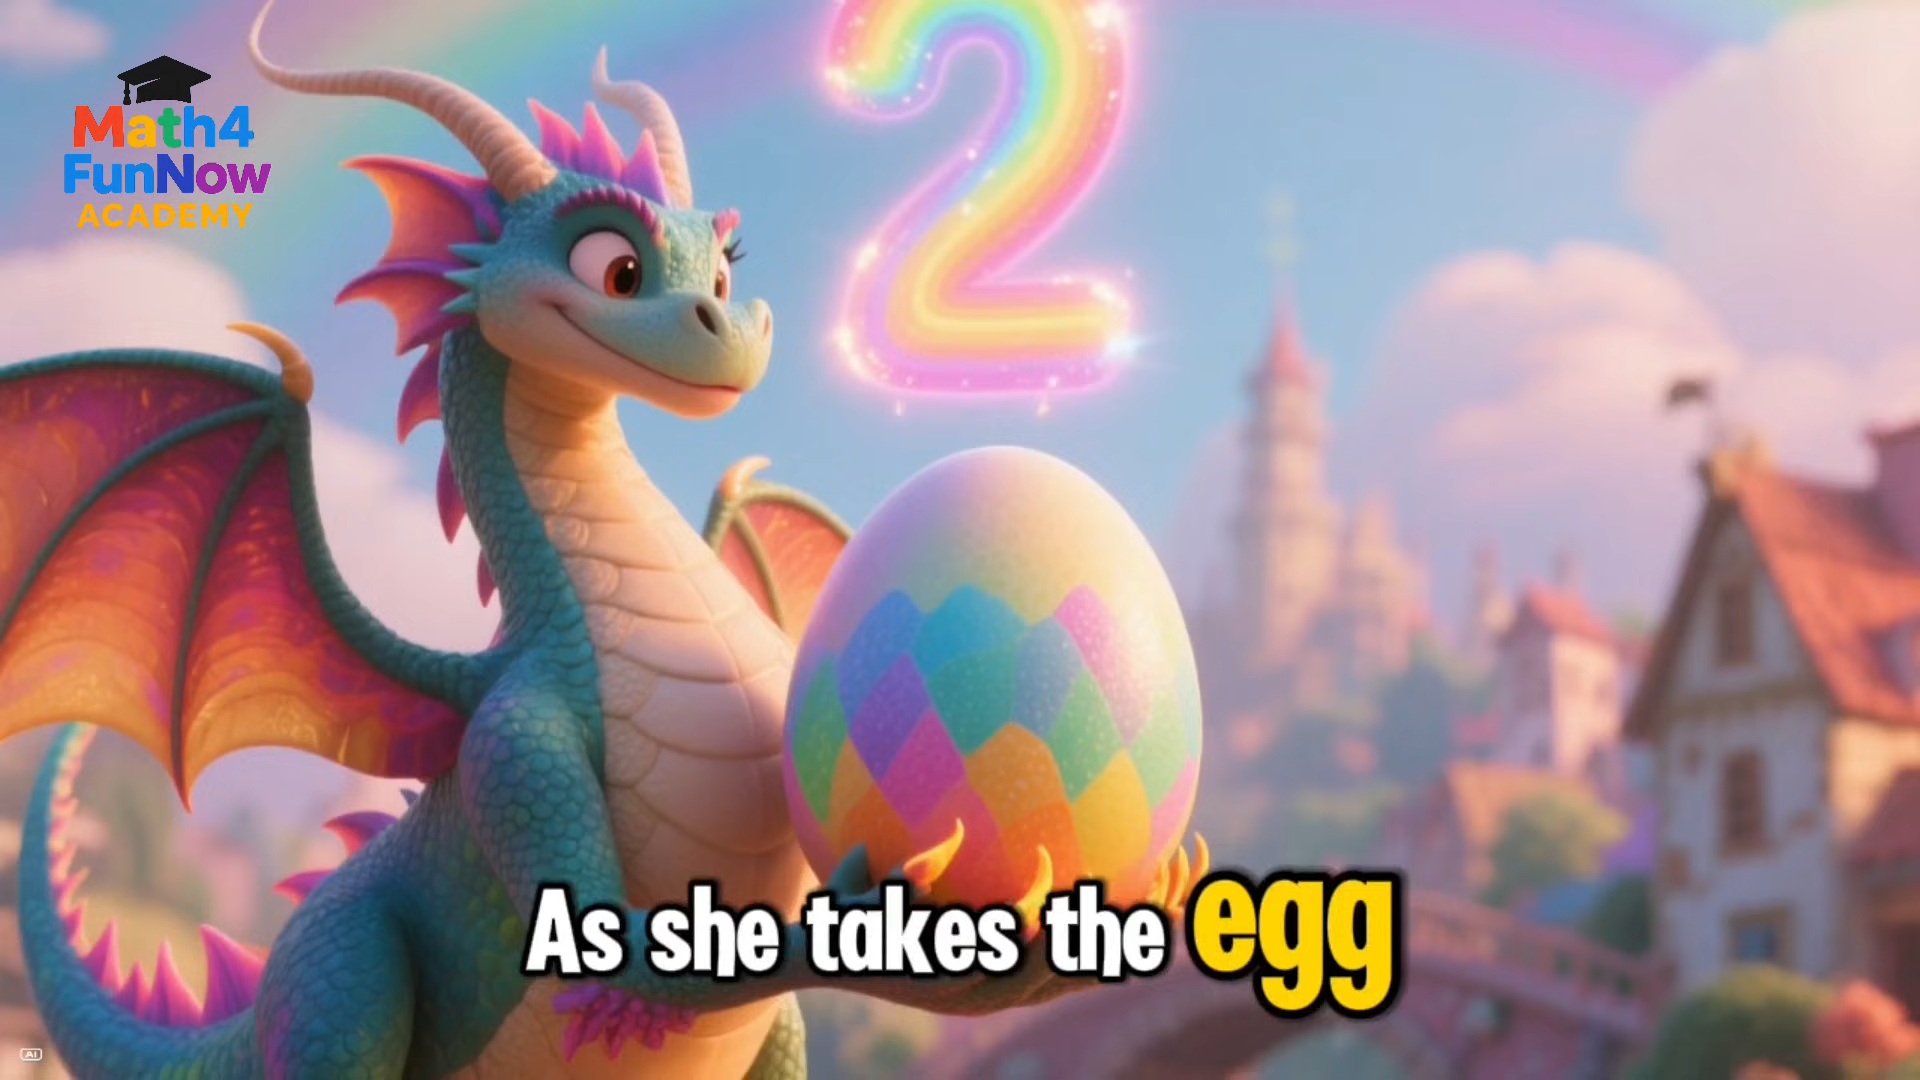 2
Math4
FunNow
ACADEMY
As she takes the egg
AI